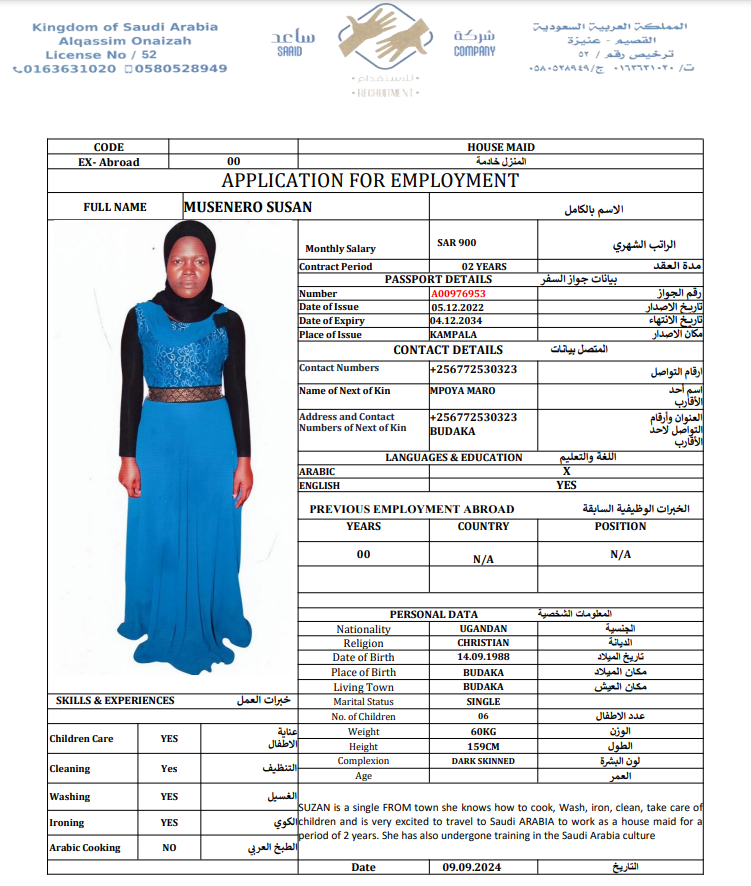 Kingdom of Saudi Arabia
Alqassim Onaizah
License No / 52
0163631020 0580528949
ساعد
SAAID
شركة
COMPANY
للاستقدام
RECRUITMENT
المملكة العربية السعودية
القصيم - عنيزة
ترخيص رقم / ٥٢
ت/ ٠١٦٣٦٣١٠٢٠ ج/ ٠٥٨٠٥٢٨٩٤٩
CODE HOUSE MAID
EX- Abroad 00 المنزل خادمة
APPLICATION FOR EMPLOYMENT
FULL NAME MUSENERO SUSAN الاسم بالكامل
Monthly Salary SAR 900 الراتب الشهري
Contract Period 02 YEARS مدة العقد
PASSPORT DETAILS بيانات جواز السفر
Number A00976953 رقم الجواز
Date of Issue 05.12.2022 تاريخ الاصدار
Date of Expiry 04.12.2034 تاريخ الانتهاء
Place of Issue KAMPALA مكان الاصدار
CONTACT DETAILS المتصل بيانات
Contact Numbers +256772530323 ارقام التواصل
Name of Next of Kin MPOYA MARO اسم أحد
الأقارب
Address and Contact +256772530323 العنوان وأرقام
Numbers of Next of Kin BUDAKA التواصل لاحد
الأقارب
LANGUAGES & EDUCATION اللغة والتعليم
ARABIC X
ENGLISH YES
PREVIOUS EMPLOYMENT ABROAD الخبرات الوظيفية السابقة
YEARS COUNTRY POSITION
00 N/A N/A
PERSONAL DATA المعلومات الشخصية
Nationality UGANDAN الجنسية
Religion CHRISTIAN الديانة
Date of Birth 14.09.1988 تاريخ الميلاد
Place of Birth BUDAKA مكان الميلاد
Living Town BUDAKA مكان العيش
Marital Status SINGLE
No. of Children 06 عدد الاطفال
Weight 60KG الوزن
Height 159CM الطول
Complexion DARK SKINNED لون البشرة
Age العمر
SKILLS & EXPERIENCES خبرات العمل
Children Care YES عناية
الاطفال
Cleaning Yes التنظيف
Washing YES الغسيل
Ironing YES الكوي
Arabic Cooking NO الطبخ العربي
SUZAN is a single FROM town she knows how to cook, Wash, iron, clean, take care of
children and is very excited to travel to Saudi ARABIA to work as a house maid for a
period of 2 years. She has also undergone training in the Saudi Arabia culture
Date 09.09.2024 التاريخ